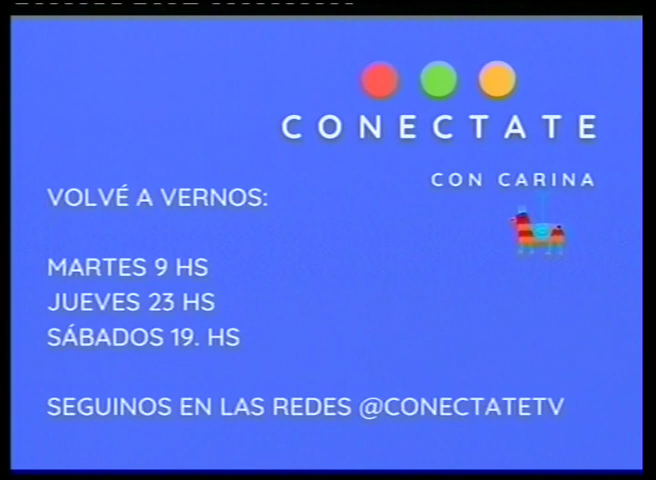 CONECTATE
CON CARINA
VOLVÉ A VERNOS:
MARTES 9 HS
JUEVES 23 HS
SÁBADOS 19. HS
SEGUINOS EN LAS REDES @CONECTATETV